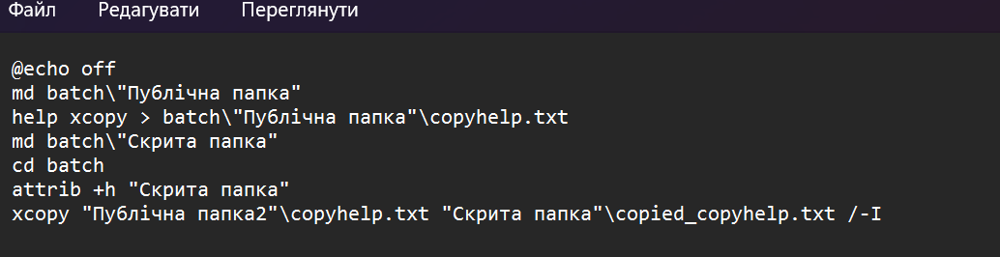 Файл Редагувати Переглянути
@echo off
md batch\"Публічна папка"
help xcopy > batch\"Публічна папка"\copyhelp.txt
md batch\"Скрита папка"
cd batch
attrib +h "Скрита папка"
xcopy "Публічна папка2"\copyhelp.txt "Скрита папка"\copied_copyhelp.txt /-I